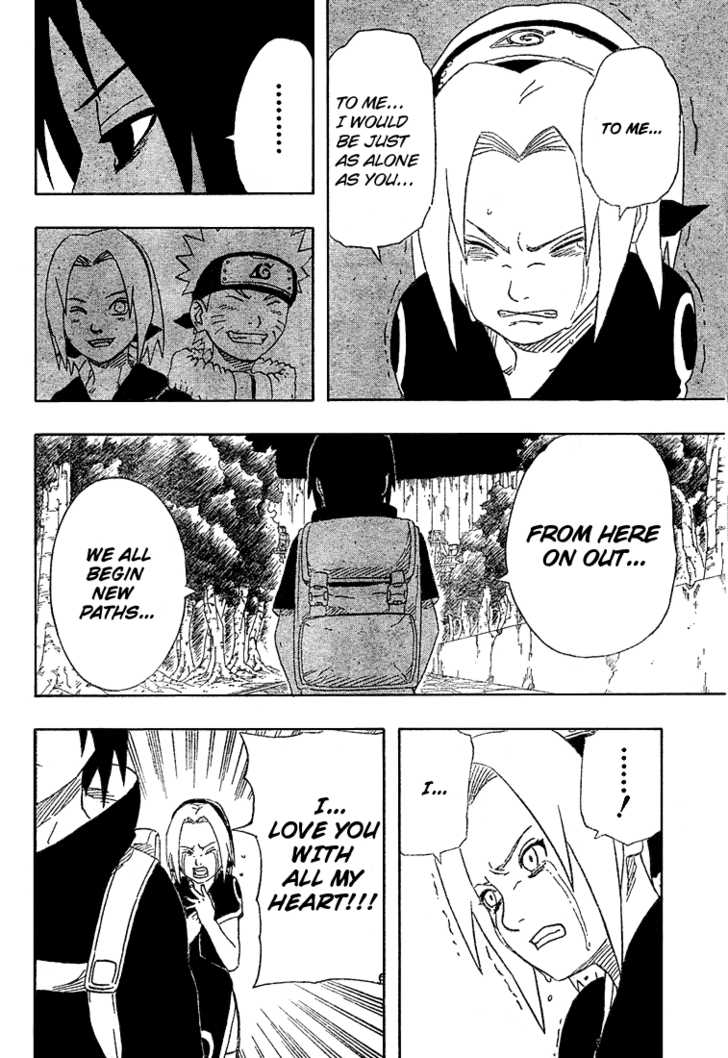 TO ME...
TO ME...
I WOULD
BE JUST
AS ALONE
AS YOU...
.........
FROM HERE
ON OUT...
WE ALL
BEGIN
NEW
PATHS...
......!
I...
I...
LOVE YOU
WITH
ALL MY
HEART!!!